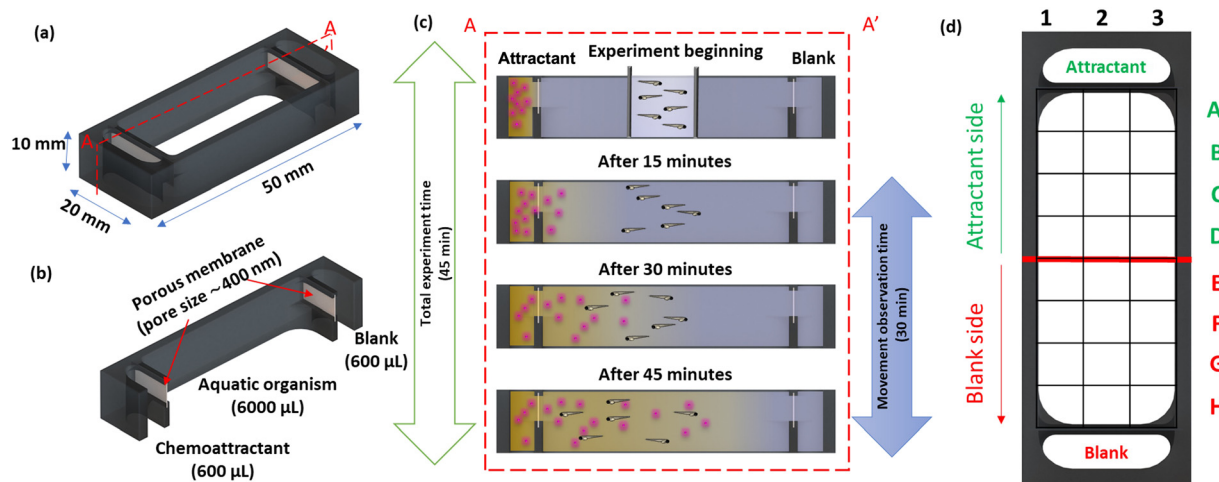 (a)
A
A
10 mm
20 mm
50 mm
(b)
Porous membrane
(pore size ~400 nm)
Blank
(600 µL)
Aquatic organism
(6000 µL)
Chemoattractant
(600 µL)
(c)
A
A'
Total experiment time
(45 min)
Experiment beginning
Attractant
Blank
After 15 minutes
After 30 minutes
After 45 minutes
Movement observation time
(30 min)
(d)
1 2 3
Attractant
Attractant side
Blank side
A
B
C
D
E
F
G
H
Blank